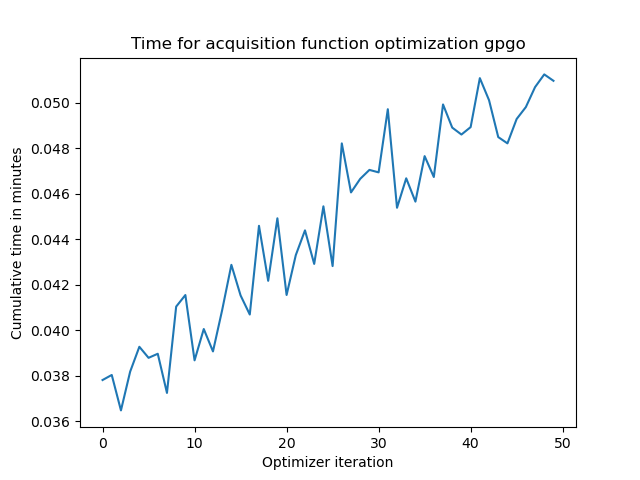 Time for acquisition function optimization gpgo
0.050
0.048
0.046
0.044
0.042
0.040
0.038
0.036
Cumulative time in minutes
0 10 20 30 40 50
Optimizer iteration